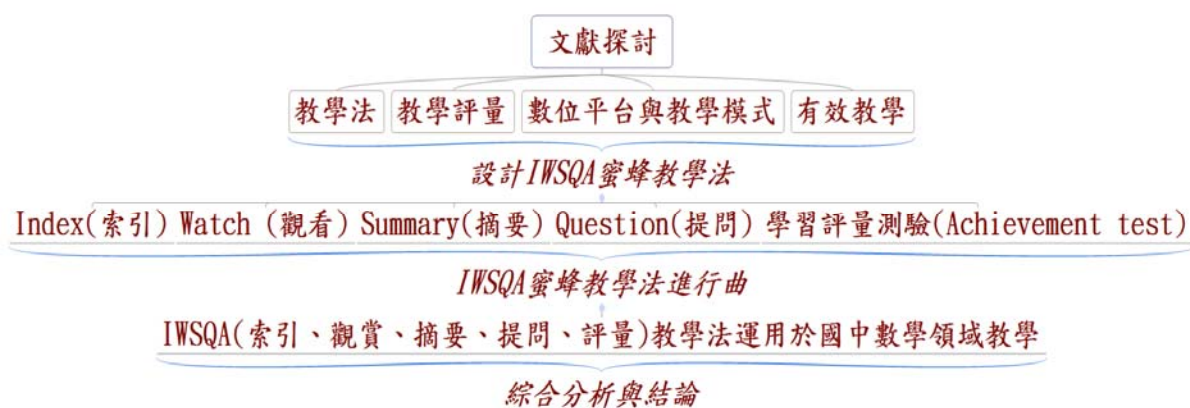 文獻探討
教學法 教學評量 數位平台與教學模式 有效教學
設計IWSQA蜜蜂教學法
Index(索引) Watch (觀看) Summary(摘要) Question(提問) 學習評量測驗(Achievement test)
IWSQA蜜蜂教學法進行曲
IWSQA(索引、觀賞、摘要、提問、評量)教學法運用於國中數學領域教學
綜合分析與結論